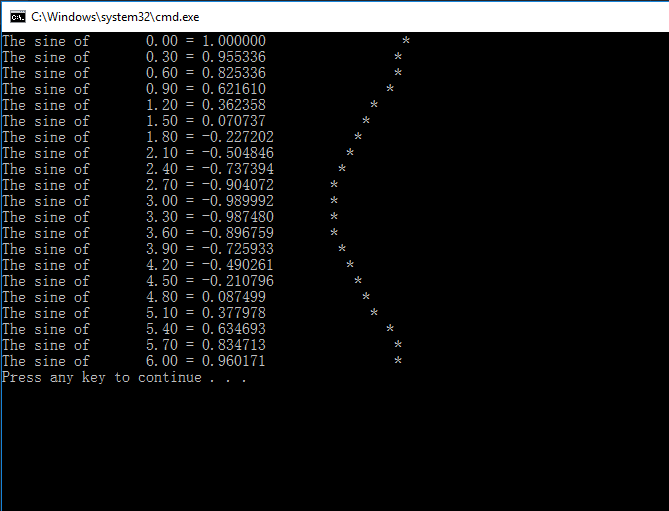 C:\Windows\system32\cmd.exe
The sine of       0.00 = 1.000000                 *
The sine of       0.30 = 0.955336                *
The sine of       0.60 = 0.825336                *
The sine of       0.90 = 0.621610               *
The sine of       1.20 = 0.362358             *
The sine of       1.50 = 0.070737            *
The sine of       1.80 = -0.227202          *
The sine of       2.10 = -0.504846         *
The sine of       2.40 = -0.737394        *
The sine of       2.70 = -0.904072       *
The sine of       3.00 = -0.989992       *
The sine of       3.30 = -0.987480       *
The sine of       3.60 = -0.896759       *
The sine of       3.90 = -0.725933        *
The sine of       4.20 = -0.490261         *
The sine of       4.50 = -0.210796          *
The sine of       4.80 = 0.087499            *
The sine of       5.10 = 0.377978             *
The sine of       5.40 = 0.634693               *
The sine of       5.70 = 0.834713                *
The sine of       6.00 = 0.960171                *
Press any key to continue . . .